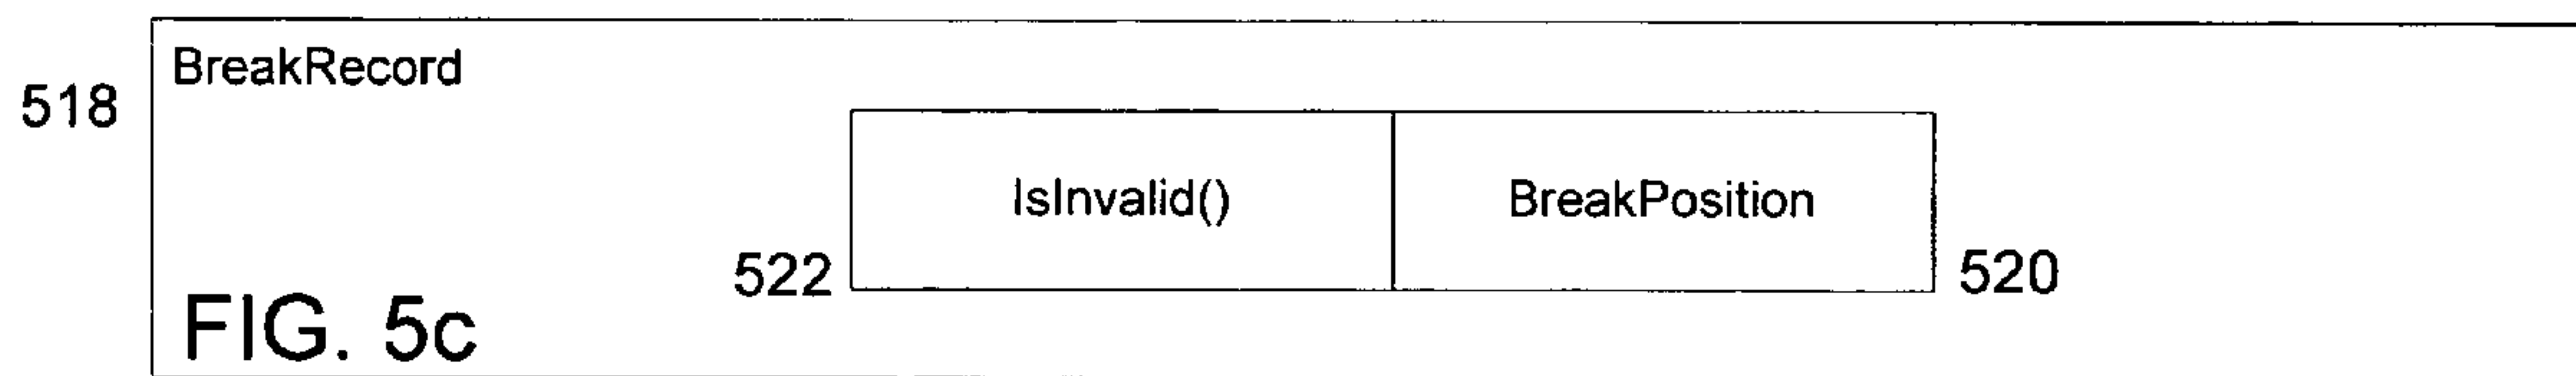 BreakRecord
518
IsInvalid() BreakPosition
522 520
FIG. 5c